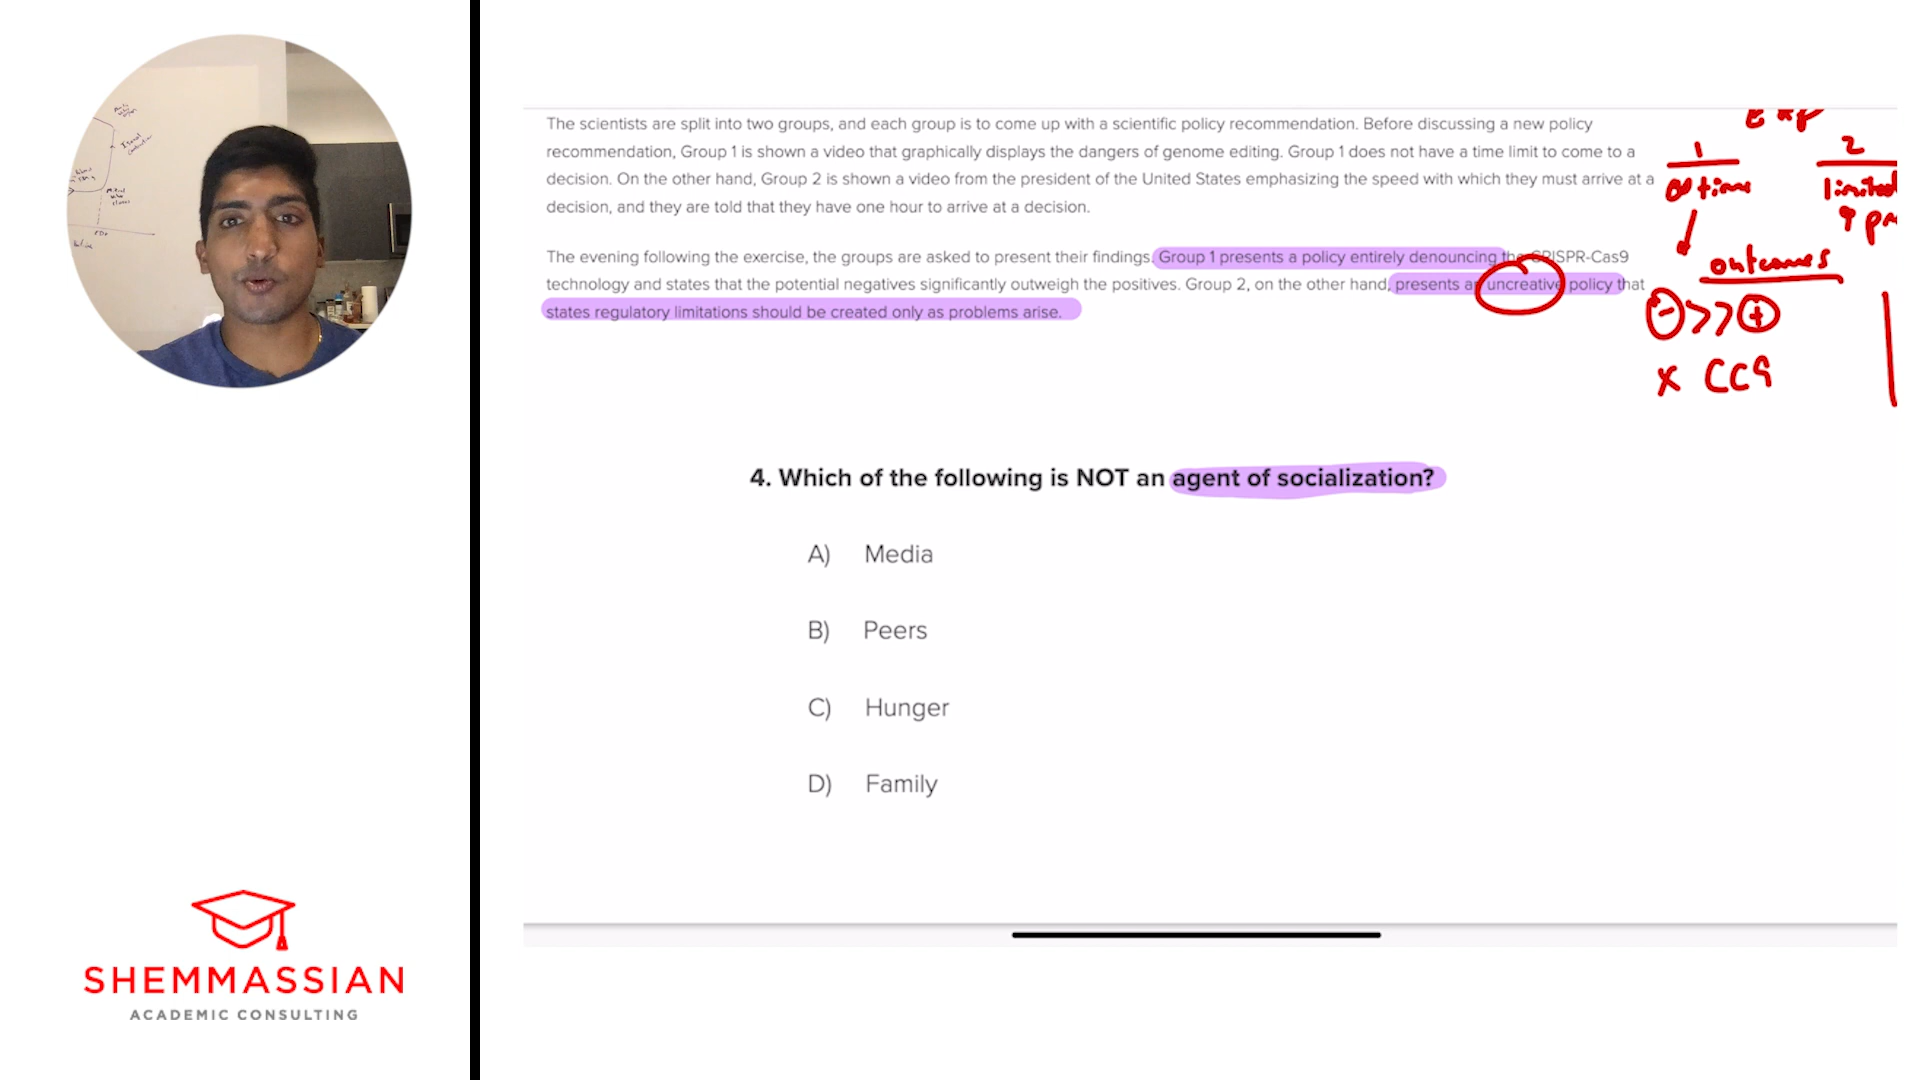 The scientists are split into two groups, and each group is to come up with a scientific policy recommendation. Before discussing a new policy
recommendation, Group 1 is shown a video that graphically displays the dangers of genome editing. Group 1 does not have a time limit to come to a
decision. On the other hand, Group 2 is shown a video from the president of the United States emphasizing the speed with which they must arrive at a
decision, and they are told that they have one hour to arrive at a decision.
The evening following the exercise, the groups are asked to present their findings. Group 1 presents a policy entirely denouncing the CRISPR-Cas9
technology and states that the potential negatives significantly outweigh the positives. Group 2, on the other hand, presents an uncreative policy that
states regulatory limitations should be created only as problems arise.
1
∞ time
2
limited
outcomes
⊖>>⊕
x CC9
4. Which of the following is NOT an agent of socialization?
A) Media
B) Peers
C) Hunger
D) Family
SHEMMASSIAN
ACADEMIC CONSULTING